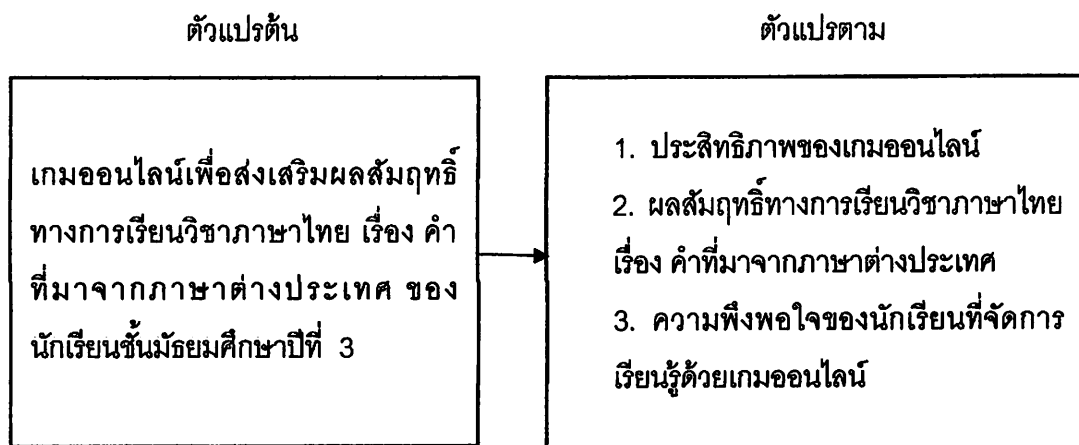 ตัวแปรต้น
ตัวแปรตาม
เกมออนไลน์เพื่อส่งเสริมผลสัมฤทธิ์
ทางการเรียนวิชาภาษาไทย เรื่อง คำ
ที่มาจากภาษาต่างประเทศ ของ
นักเรียนชั้นมัธยมศึกษาปีที่ 3
1. ประสิทธิภาพของเกมออนไลน์
2. ผลสัมฤทธิ์ทางการเรียนวิชาภาษาไทย
เรื่อง คำที่มาจากภาษาต่างประเทศ
3. ความพึงพอใจของนักเรียนที่จัดการ
เรียนรู้ด้วยเกมออนไลน์